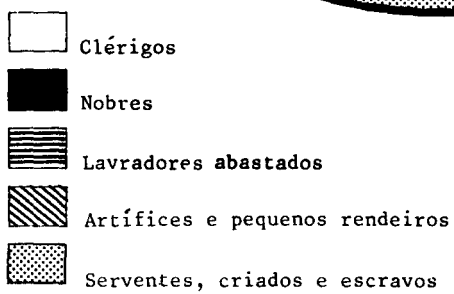 Clérigos
Nobres
Lavradores abastados
Artífices e pequenos rendeiros
Serventes, criados e escravos